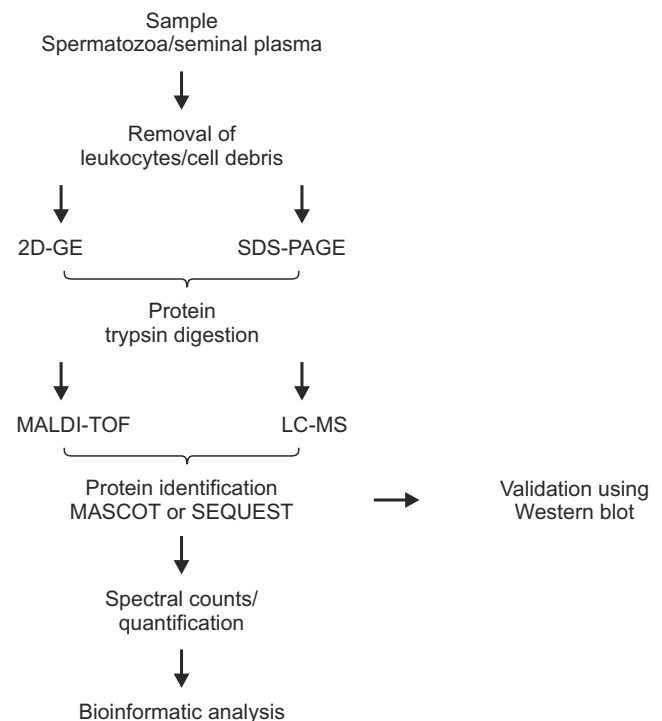 Sample
Spermatozoa/seminal plasma
Removal of
leukocytes/cell debris
2D-GE
SDS-PAGE
Protein
trypsin digestion
MALDI-TOF
LC-MS
Protein identification
MASCOT or SEQUEST
Validation using
Western blot
Spectral counts/
quantification
Bioinformatic analysis